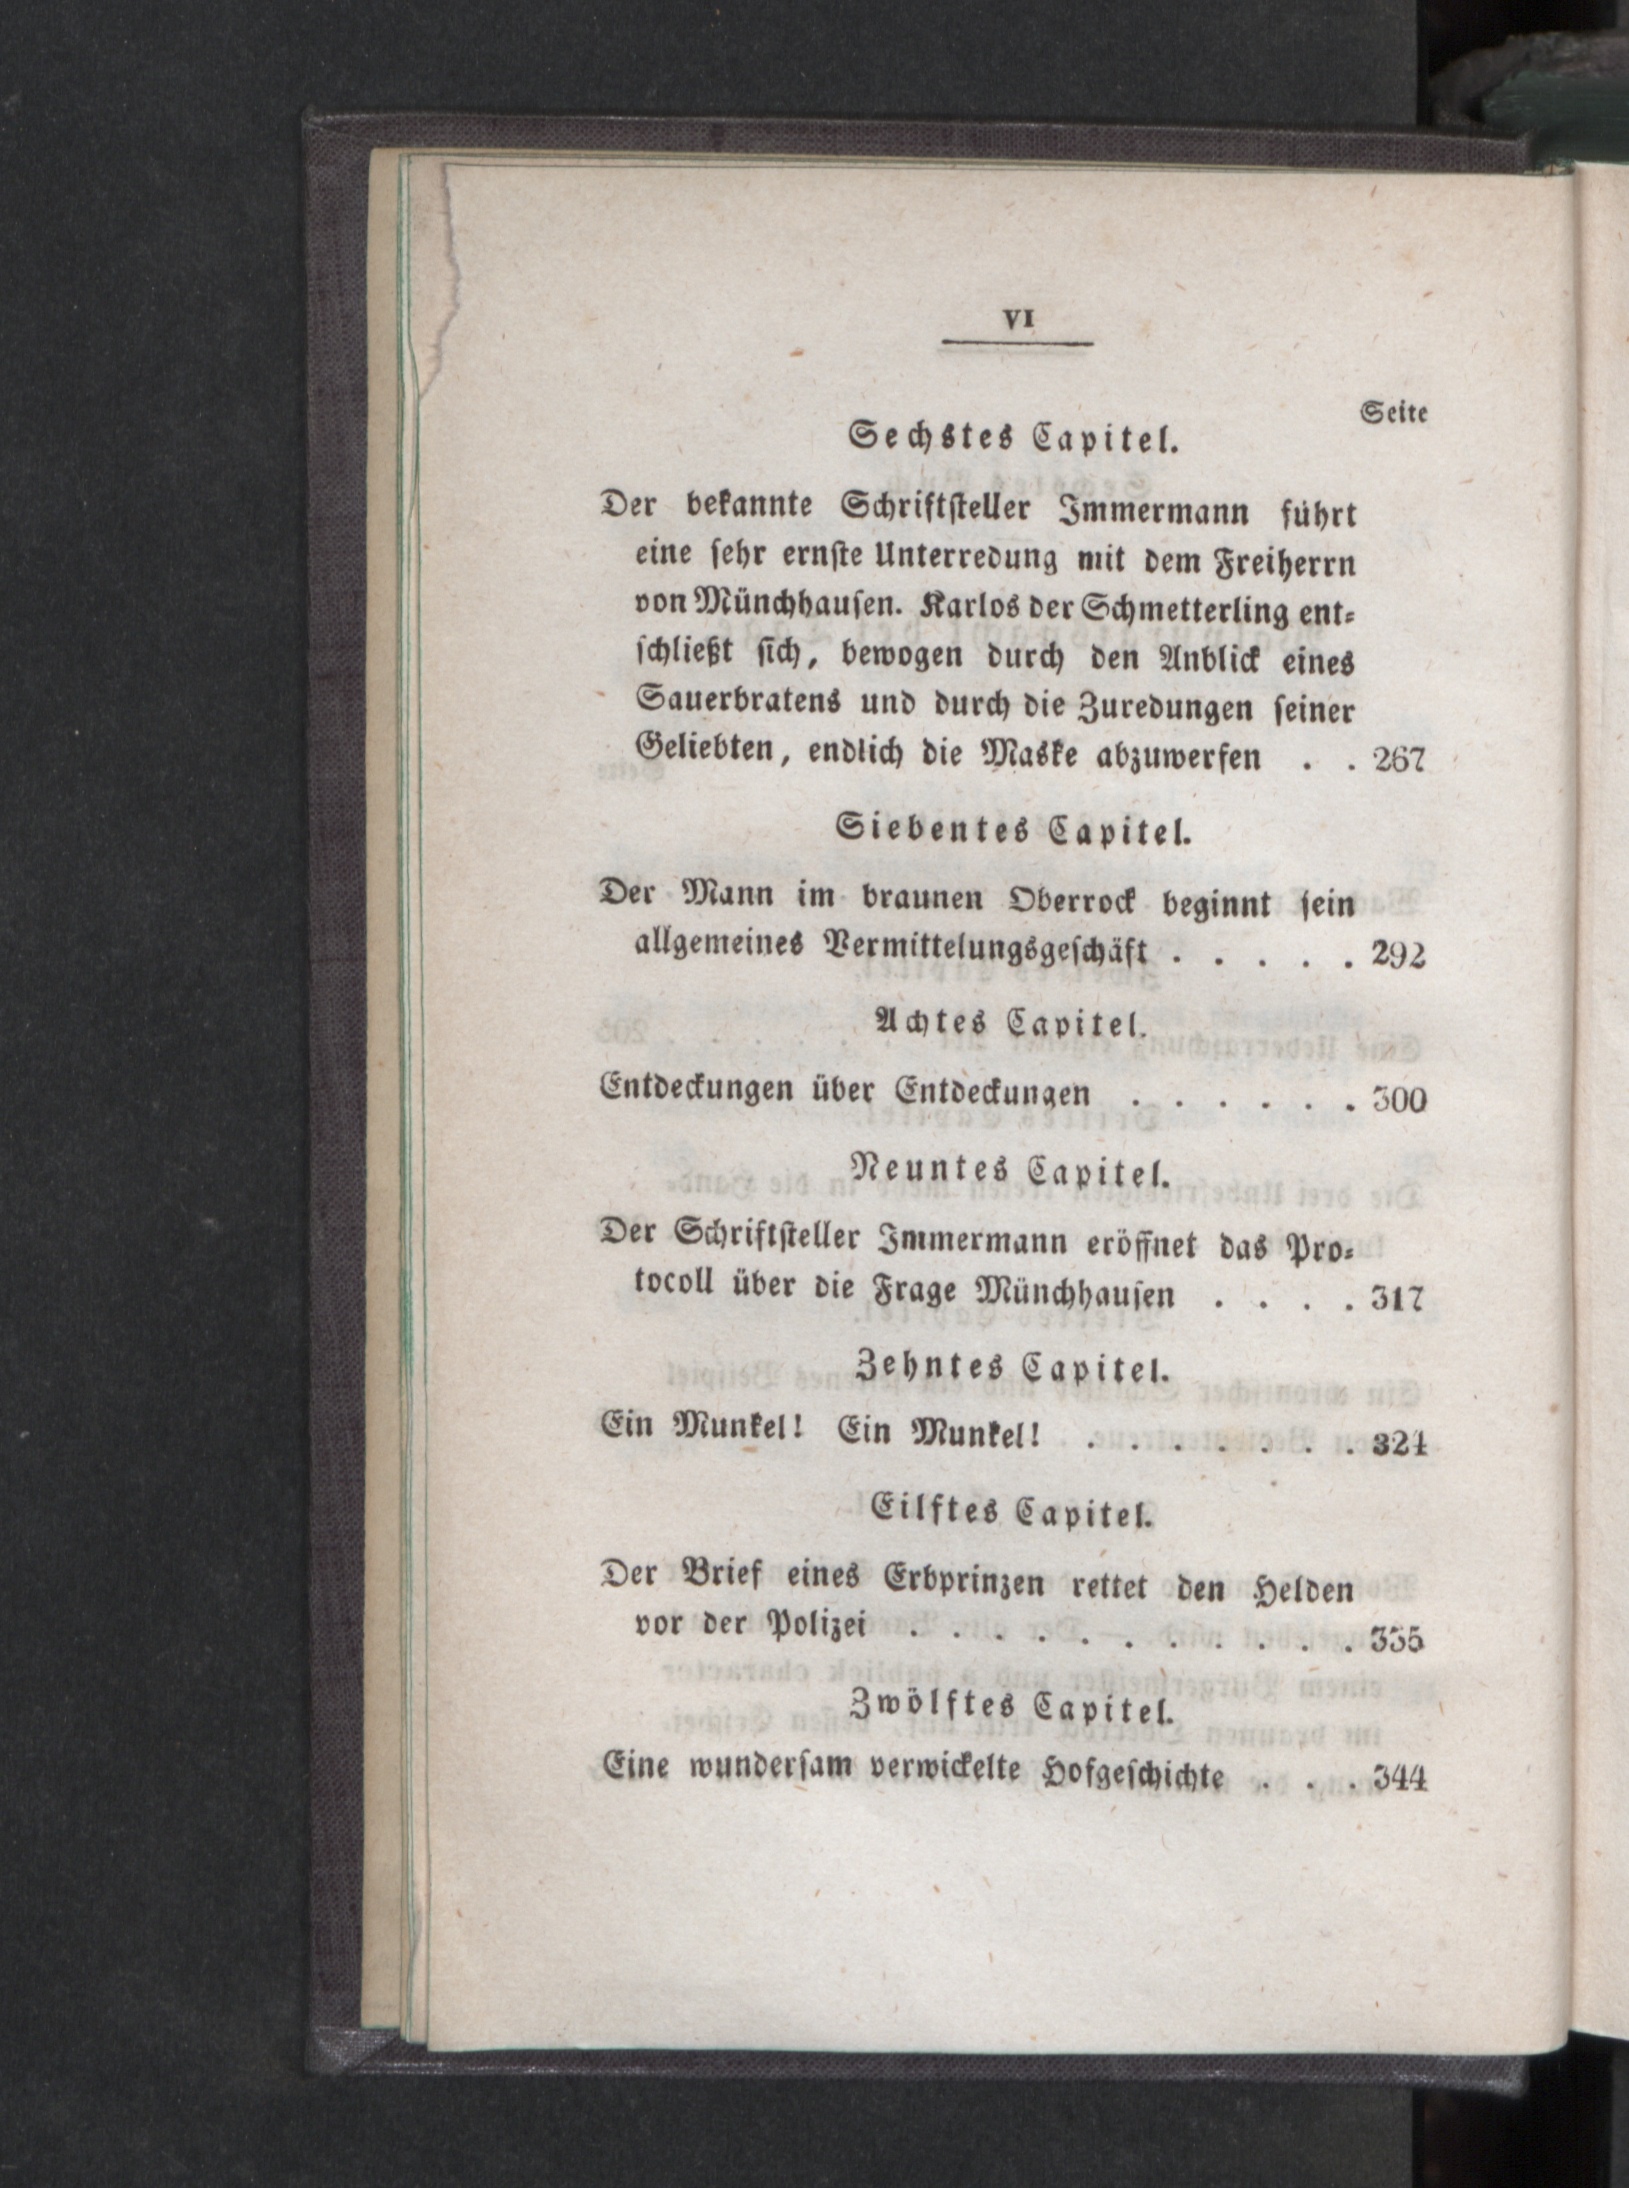 VI
Seite
Sechstes Capitel.
Der bekannte Schriftſteller Immermann führt
eine ſehr ernſte Unterredung mit dem Freiherrn
von Münchhauſen. Karlos der Schmetterling ent⸗
ſchließt ſich, bewogen durch den Anblick eines
Sauerbratens und durch die Zuredungen ſeiner
Geliebten, endlich die Maske abzuwerfen . . 267
Siebentes Capitel.
Der Mann im braunen Oberrock beginnt ſein
allgemeines Vermittelungsgeſchäft . . . . . 292
Achtes Capitel.
Entdeckungen über Entdeckungen . . . . . . 300
Neuntes Capitel.
Der Schriftſteller Immermann eröffnet das Pro⸗
tocoll über die Frage Münchhauſen . . . . 317
Zehntes Capitel.
Ein Munkel! Ein Munkel! . . . . . . . 324
Eilftes Capitel.
Der Brief eines Erbprinzen rettet den Helden
vor der Polizei . . . . . . . . . . . 335
Zwölftes Capitel.
Eine wunderſam verwickelte Hofgeſchichte . . . 344